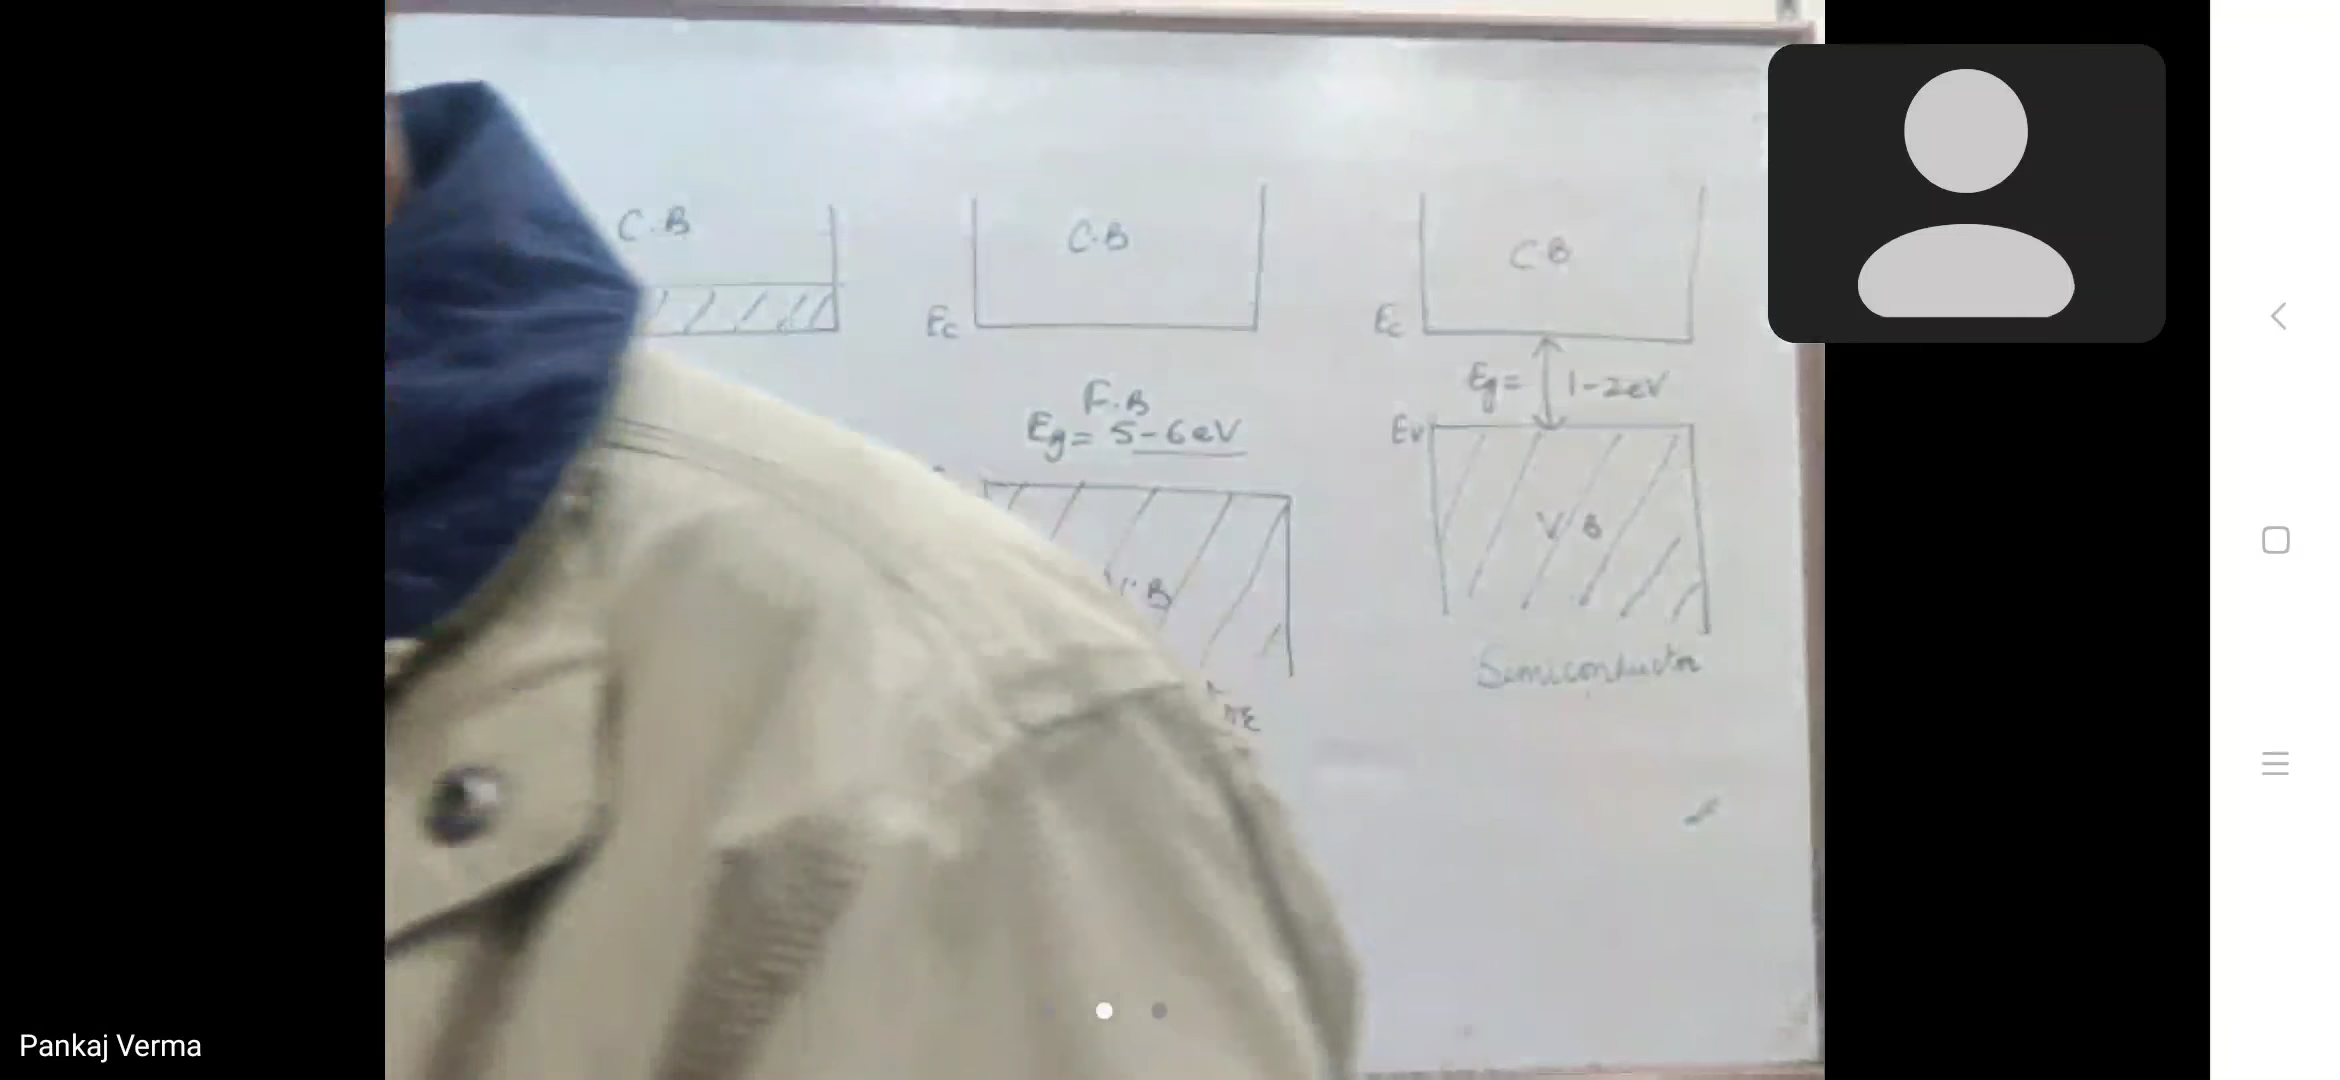 C.B
C.B
C B
Ec
Ec
F.B
Eg = 5-6eV
Eg = 1-2eV
Ev
V B
V.B
Semiconductor
Pankaj Verma